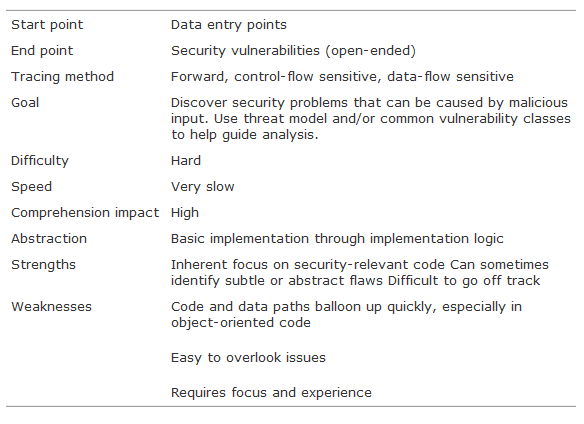 Start point Data entry points
End point Security vulnerabilities (open-ended)
Tracing method Forward, control-flow sensitive, data-flow sensitive
Goal Discover security problems that can be caused by malicious
input. Use threat model and/or common vulnerability classes
to help guide analysis.
Difficulty Hard
Speed Very slow
Comprehension impact High
Abstraction Basic implementation through implementation logic
Strengths Inherent focus on security-relevant code Can sometimes
identify subtle or abstract flaws Difficult to go off track
Weaknesses Code and data paths balloon up quickly, especially in
object-oriented code
Easy to overlook issues
Requires focus and experience